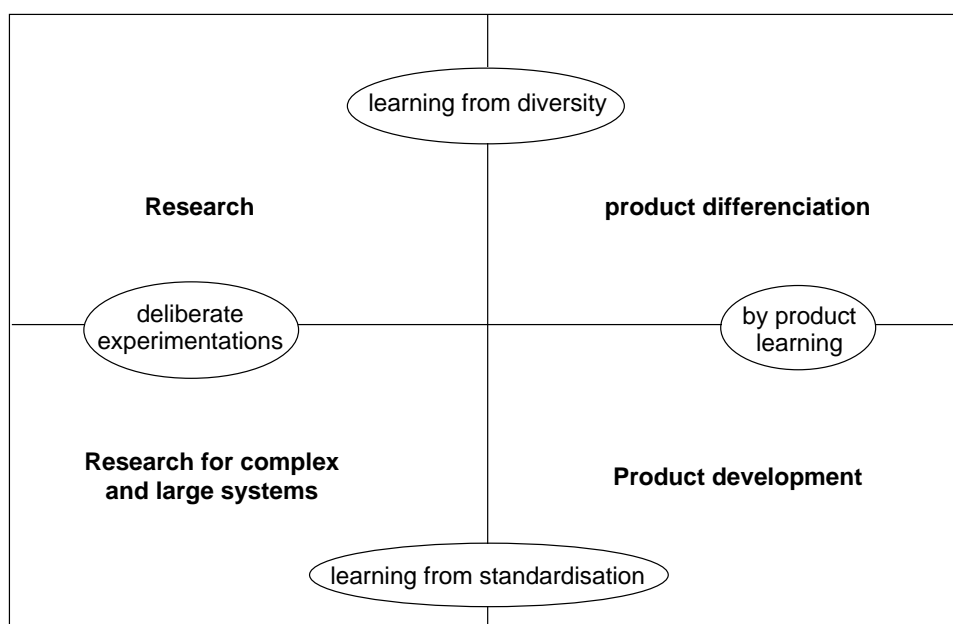 learning from diversity
Research
product differenciation
deliberate
experimentations
by product
learning
Research for complex
and large systems
Product development
learning from standardisation